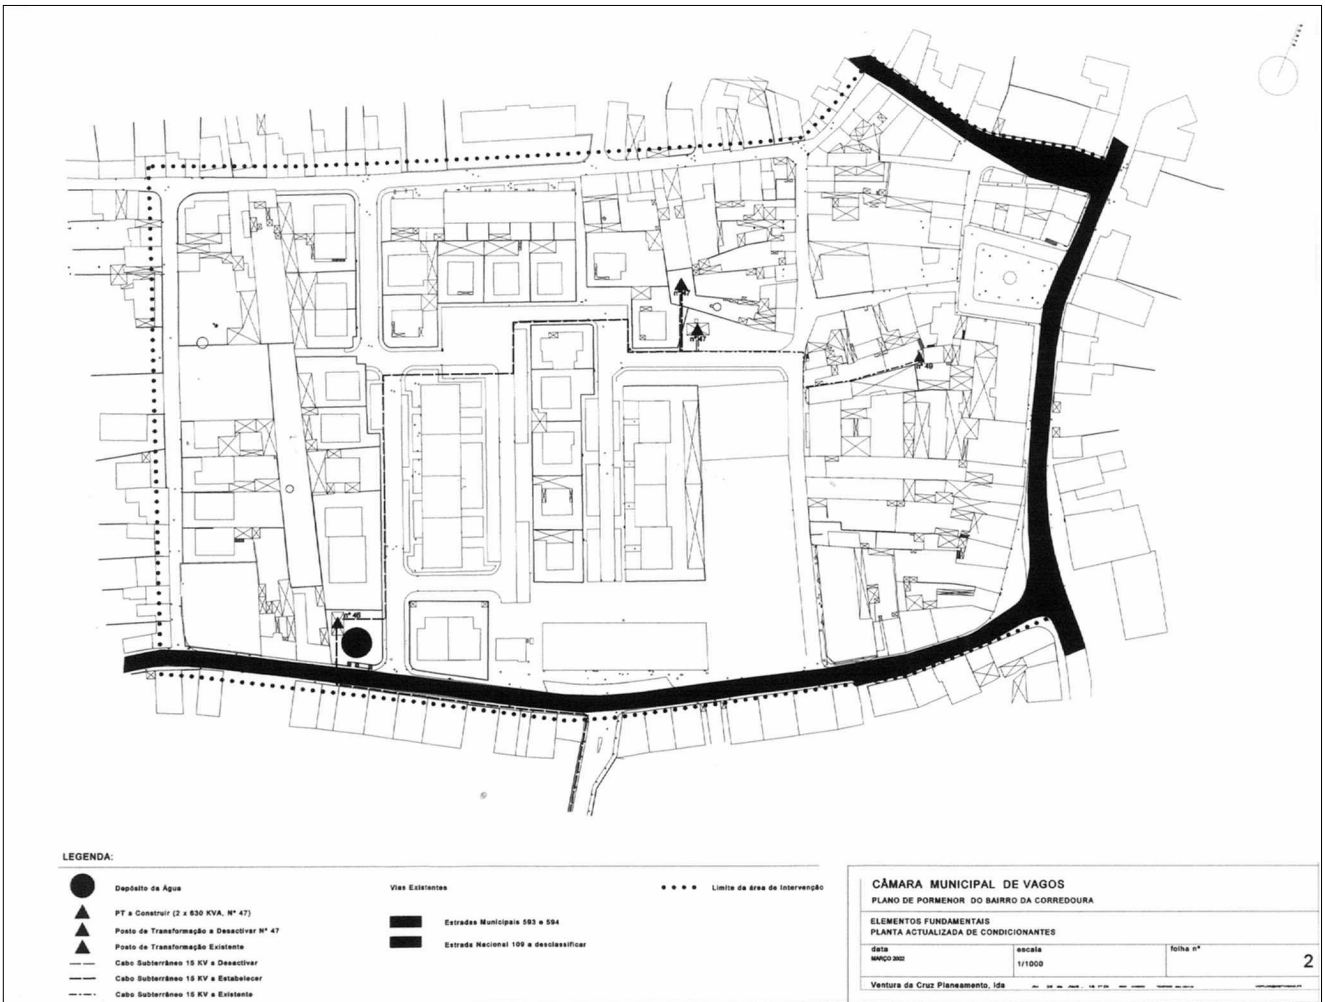 nº 47
nº 47
nº 49
nº 46
LEGENDA:
Depósito de Água
PT a Construir (2 x 630 KVA, Nº 47)
Posto de Transformação a Desactivar Nº 47
Posto de Transformação Existente
Cabo Subterrâneo 15 KV a Desactivar
Cabo Subterrâneo 15 KV a Estabelecer
Cabo Subterrâneo 15 KV a Existente
Vias Existentes
Estradas Municipais 593 e 594
Estrada Nacional 109 a desclassificar
Limite da área de Intervenção
CÂMARA MUNICIPAL DE VAGOS
PLANO DE PORMENOR DO BAIRRO DA CORREDOURA
ELEMENTOS FUNDAMENTAIS
PLANTA ACTUALIZADA DE CONDICIONANTES
data
MARÇO 2002
escala
1/1000
folha nº
2
Ventura da Cruz Planeamento, lda